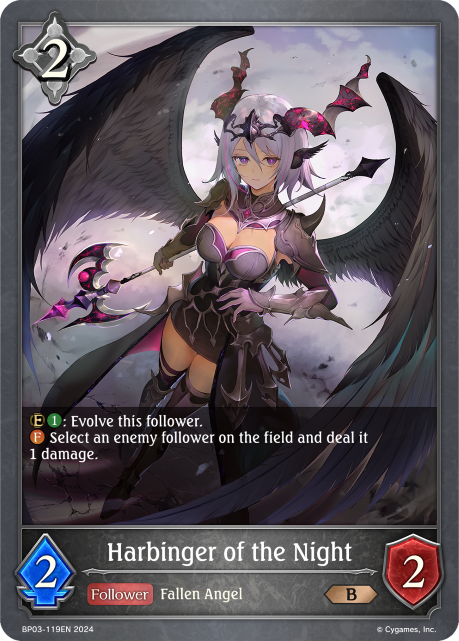 2
E 1: Evolve this follower.
F Select an enemy follower on the field and deal it
1 damage.
Harbinger of the Night
2
Follower Fallen Angel
B
2
BP03-119EN 2024
© Cygames, Inc.